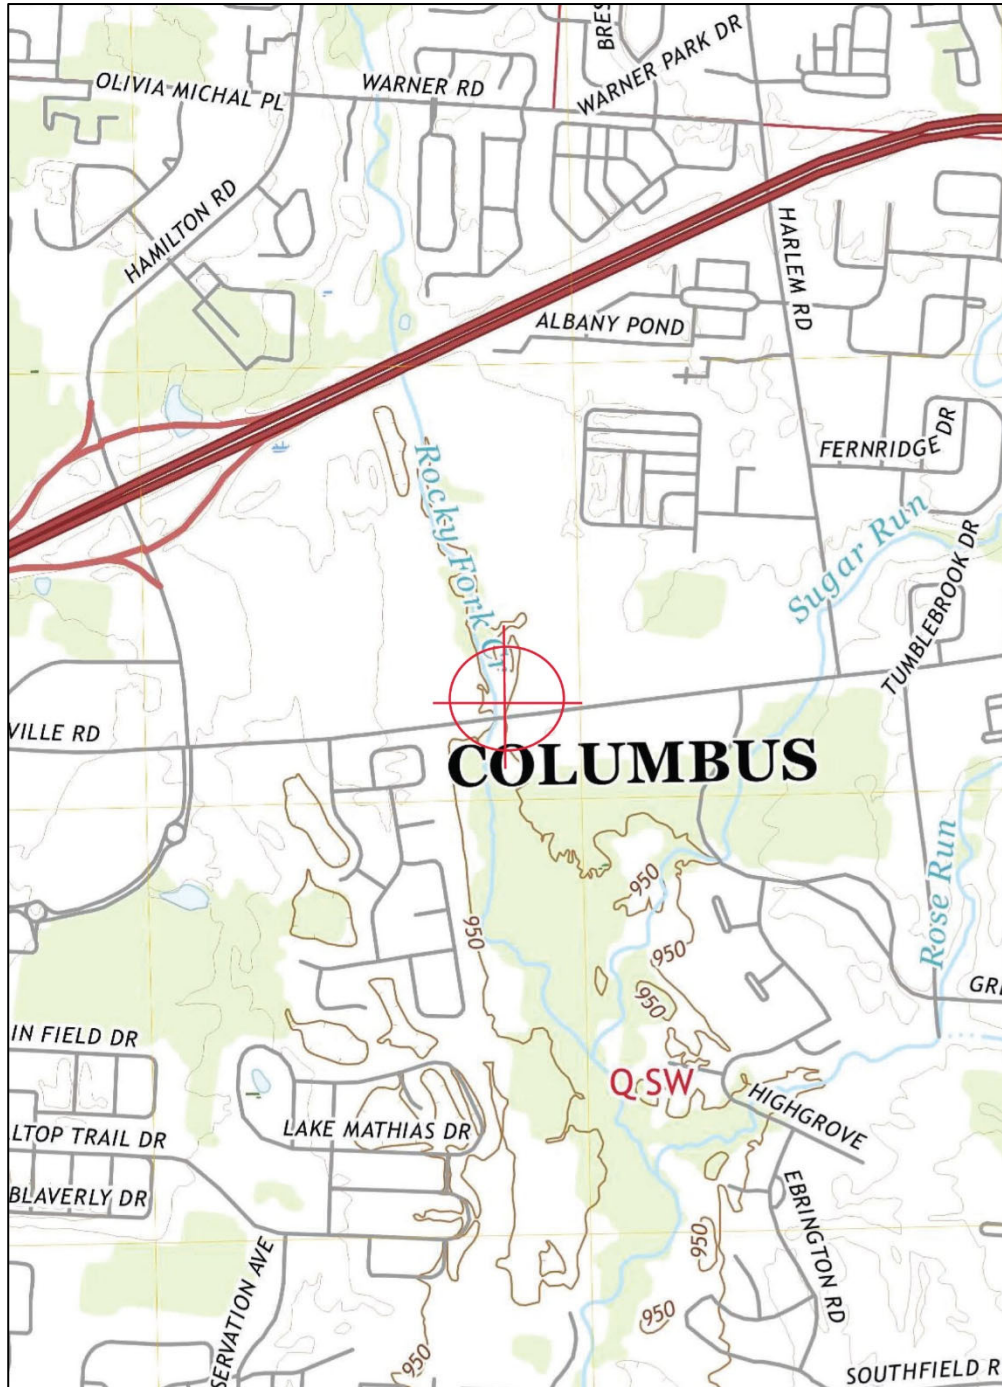 BRES
WARNER PARK DR
OLIVIA MICHAL PL
WARNER RD
HAMILTON RD
HARLEM RD
ALBANY POND
FERNRIDGE DR
Rocky Fork Cr
Sugar Run
TUMBLEBROOK DR
VILLE RD
COLUMBUS
Rose Run
950
950
950
950
GRE
IN FIELD DR
Q SW
HIGHGROVE
LTOP TRAIL DR
LAKE MATHIAS DR
BLAVERLY DR
EBRINGTON RD
950
SERVATION AVE
950
950
SOUTHFIELD R